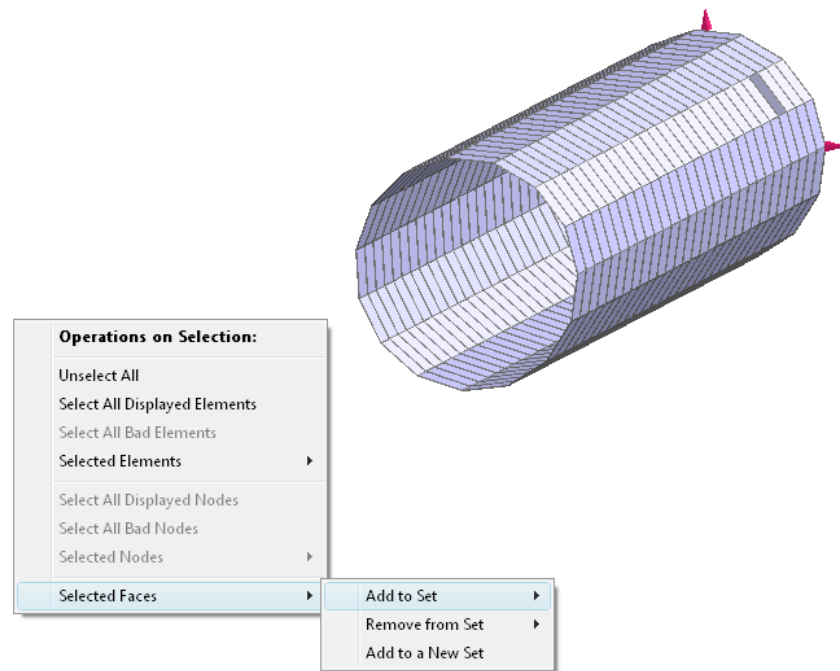 Operations on Selection:
Unselect All
Select All Displayed Elements
Select All Bad Elements
Selected Elements
Select All Displayed Nodes
Select All Bad Nodes
Selected Nodes
Selected Faces
Add to Set
Remove from Set
Add to a New Set